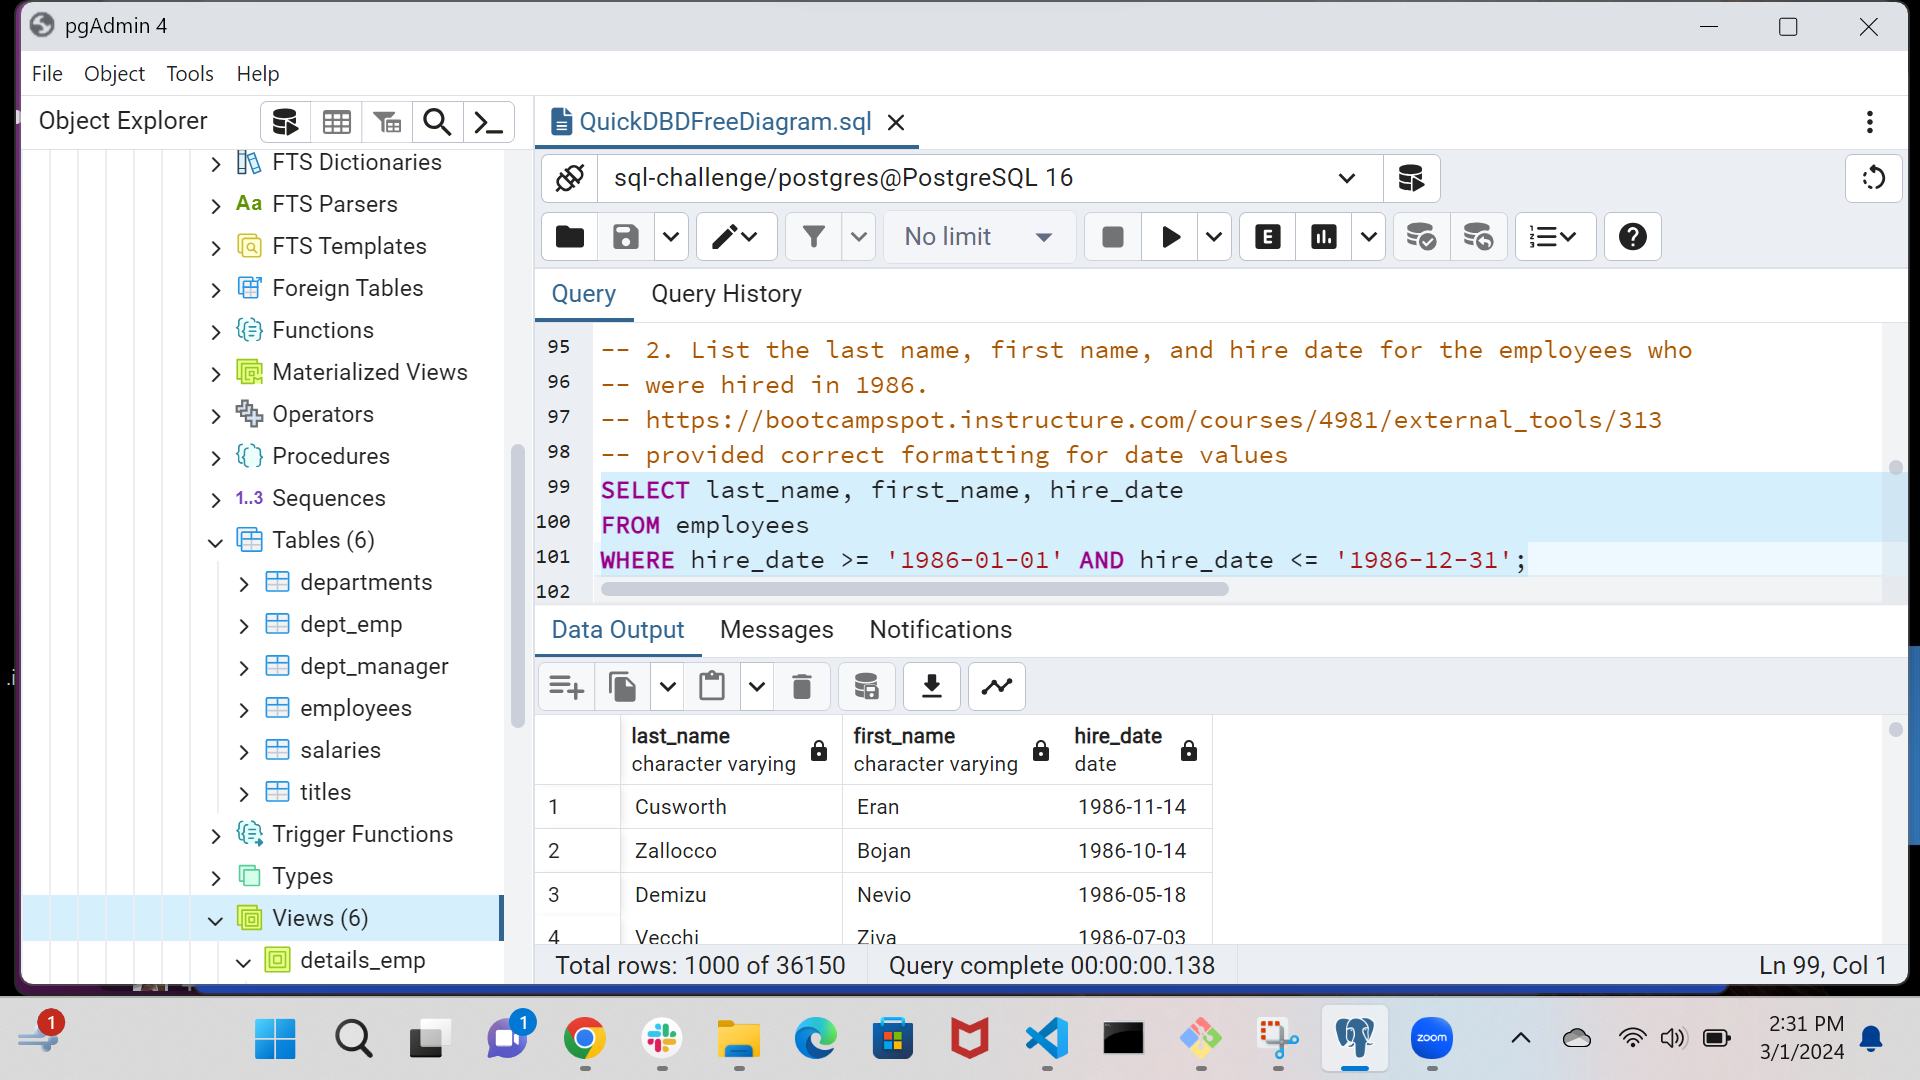 pgAdmin 4
File Object Tools Help
Object Explorer
FTS Dictionaries
Aa FTS Parsers
FTS Templates
Foreign Tables
Functions
Materialized Views
Operators
Procedures
1..3 Sequences
Tables (6)
departments
dept_emp
dept_manager
employees
salaries
titles
Trigger Functions
Types
Views (6)
details_emp
QuickDBDFreeDiagram.sql
sql-challenge/postgres@PostgreSQL 16
No limit
E
Query Query History
95 -- 2. List the last name, first name, and hire date for the employees who
96 -- were hired in 1986.
97 -- https://bootcampspot.instructure.com/courses/4981/external_tools/313
98 -- provided correct formatting for date values
99 SELECT last_name, first_name, hire_date
100 FROM employees
101 WHERE hire_date >= '1986-01-01' AND hire_date <= '1986-12-31';
102
Data Output Messages Notifications
last_name first_name hire_date
character varying character varying date
1 Cusworth Eran 1986-11-14
2 Zallocco Bojan 1986-10-14
3 Demizu Nevio 1986-05-18
4 Vecchi Ziya 1986-07-03
Total rows: 1000 of 36150 Query complete 00:00:00.138 Ln 99, Col 1
.i
1
1
zoom
2:31 PM
3/1/2024